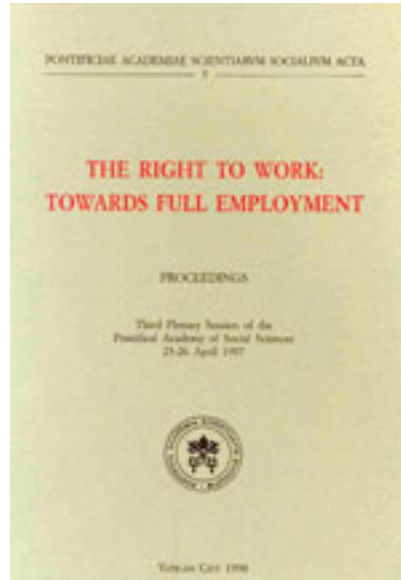 PONTIFICIAE ACADEMIAE SCIENTIARVM SOCIALIVM ACTA
THE RIGHT TO WORK:
TOWARDS FULL EMPLOYMENT
PROCEEDINGS
Third Plenary Session of the
Pontifical Academy of Social Sciences
23-26 April 1997
VATICAN CITY 1998